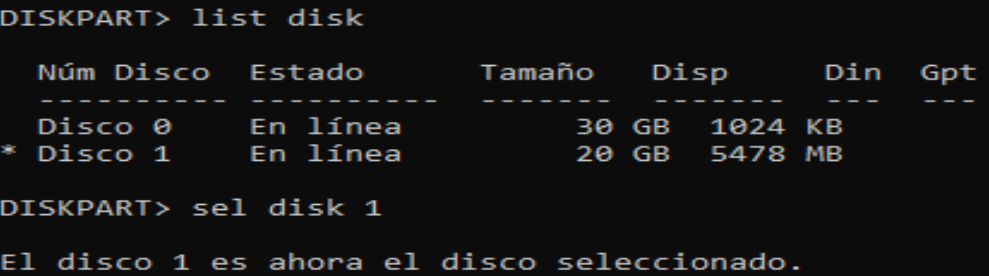 DISKPART> list disk
Núm Disco  Estado      Tamaño   Disp     Din  Gpt
---------- ---------- ------- ------- --- ---
Disco 0    En línea        30 GB  1024 KB
* Disco 1    En línea        20 GB  5478 MB
DISKPART> sel disk 1
El disco 1 es ahora el disco seleccionado.